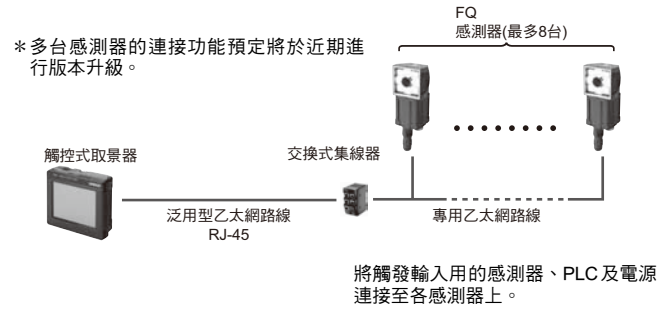 FQ
感測器(最多8台)
＊多台感測器的連接功能預定將於近期進
行版本升級。
觸控式取景器
交換式集線器
泛用型乙太網路線
RJ-45
專用乙太網路線
將觸發輸入用的感測器、PLC及電源
連接至各感測器上。